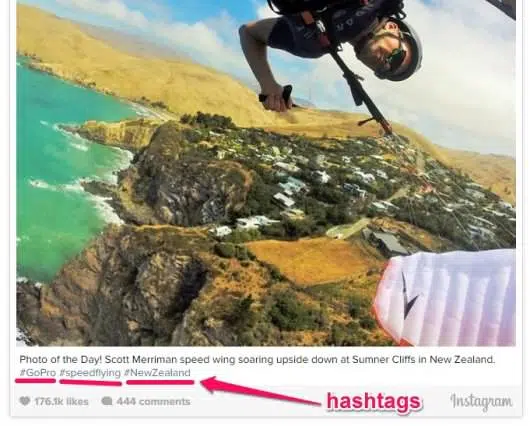 Photo of the Day! Scott Merriman speed wing soaring upside down at Sumner Cliffs in New Zealand.
#GoPro #speedflying #NewZealand
176.1k likes 444 comments
hashtags
Instagram